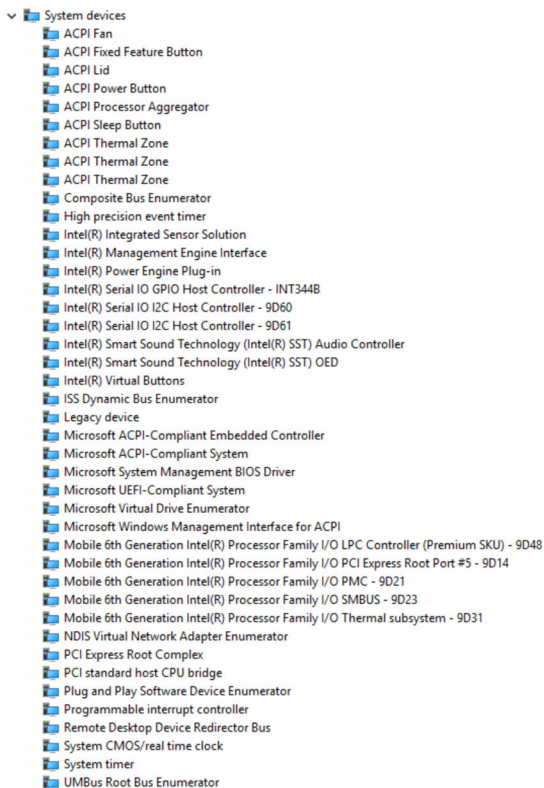 System devices
ACPI Fan
ACPI Fixed Feature Button
ACPI Lid
ACPI Power Button
ACPI Processor Aggregator
ACPI Sleep Button
ACPI Thermal Zone
ACPI Thermal Zone
ACPI Thermal Zone
Composite Bus Enumerator
High precision event timer
Intel(R) Integrated Sensor Solution
Intel(R) Management Engine Interface
Intel(R) Power Engine Plug-in
Intel(R) Serial IO GPIO Host Controller - INT344B
Intel(R) Serial IO I2C Host Controller - 9D60
Intel(R) Serial IO I2C Host Controller - 9D61
Intel(R) Smart Sound Technology (Intel(R) SST) Audio Controller
Intel(R) Smart Sound Technology (Intel(R) SST) OED
Intel(R) Virtual Buttons
ISS Dynamic Bus Enumerator
Legacy device
Microsoft ACPI-Compliant Embedded Controller
Microsoft ACPI-Compliant System
Microsoft System Management BIOS Driver
Microsoft UEFI-Compliant System
Microsoft Virtual Drive Enumerator
Microsoft Windows Management Interface for ACPI
Mobile 6th Generation Intel(R) Processor Family I/O LPC Controller (Premium SKU) - 9D48
Mobile 6th Generation Intel(R) Processor Family I/O PCI Express Root Port #5 - 9D14
Mobile 6th Generation Intel(R) Processor Family I/O PMC - 9D21
Mobile 6th Generation Intel(R) Processor Family I/O SMBUS - 9D23
Mobile 6th Generation Intel(R) Processor Family I/O Thermal subsystem - 9D31
NDIS Virtual Network Adapter Enumerator
PCI Express Root Complex
PCI standard host CPU bridge
Plug and Play Software Device Enumerator
Programmable interrupt controller
Remote Desktop Device Redirector Bus
System CMOS/real time clock
System timer
UMBus Root Bus Enumerator